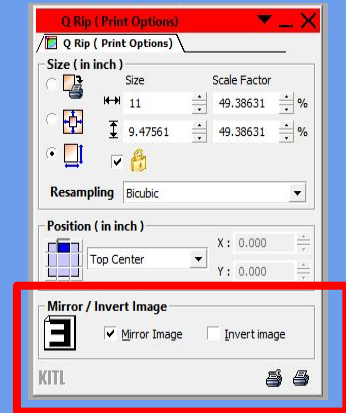 Q Rip ( Print Options)
Q Rip ( Print Options)
Size ( in inch )
Size Scale Factor
11 49.38631 %
9.47561 49.38631 %
Resampling Bicubic
Position ( in inch )
Top Center X : 0.000
Y : 0.000
Mirror / Invert Image
Mirror Image Invert image
KITL